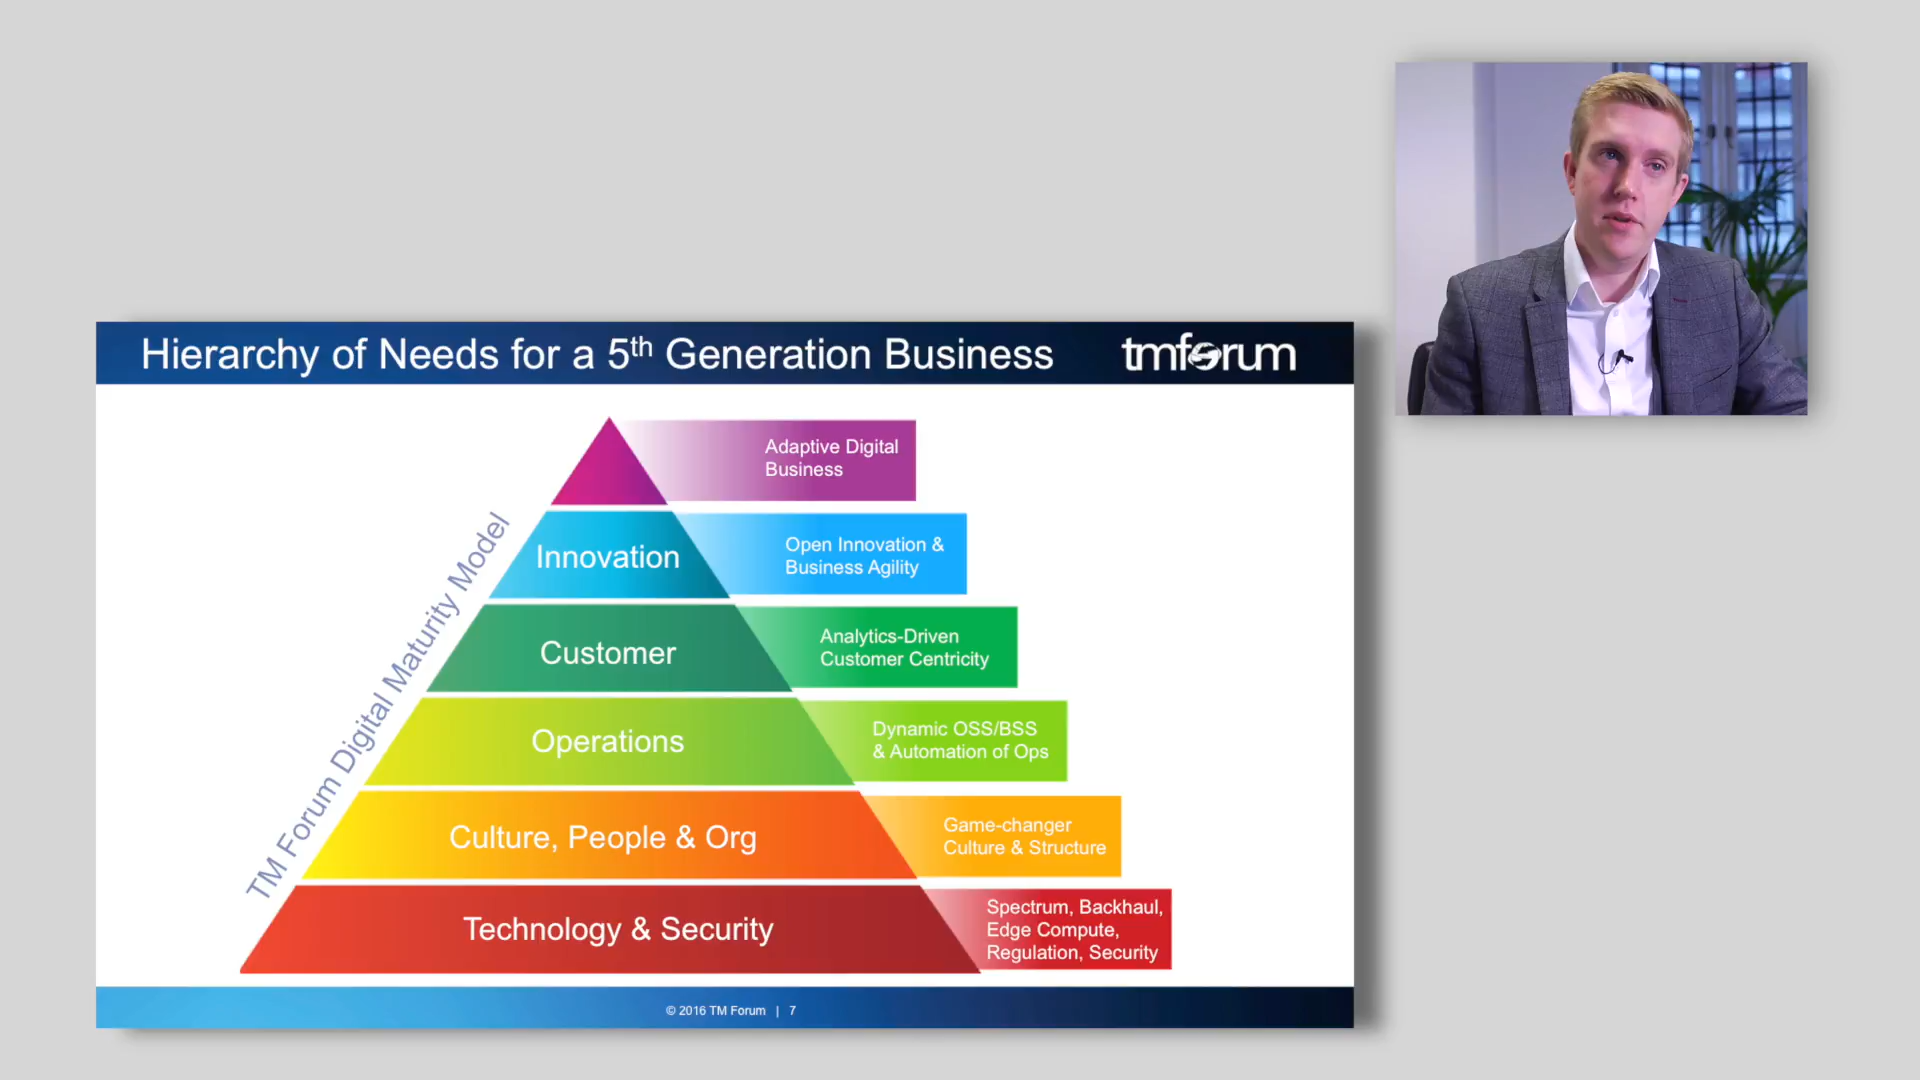 Hierarchy of Needs for a 5th Generation Business
tmforum
Adaptive Digital
Business
Innovation
Open Innovation &
Business Agility
Customer
Analytics-Driven
Customer Centricity
Operations
Dynamic OSS/BSS
& Automation of Ops
Culture, People & Org
Game-changer
Culture & Structure
Technology & Security
Spectrum, Backhaul,
Edge Compute,
Regulation, Security
TM Forum Digital Maturity Model
© 2016 TM Forum | 7